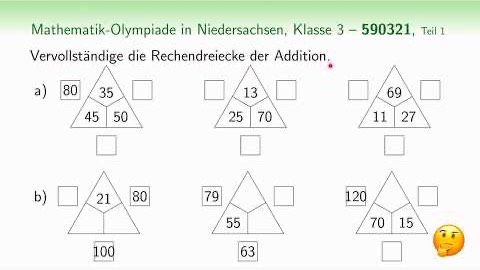 Mathematik-Olympiade in Niedersachsen, Klasse 3 – 590321, Teil 1
Vervollständige die Rechendreiecke der Addition.
a) 80 35 13 69
45 50 25 70 11 27
b) 21 80 79 120
55 70 15
100 63